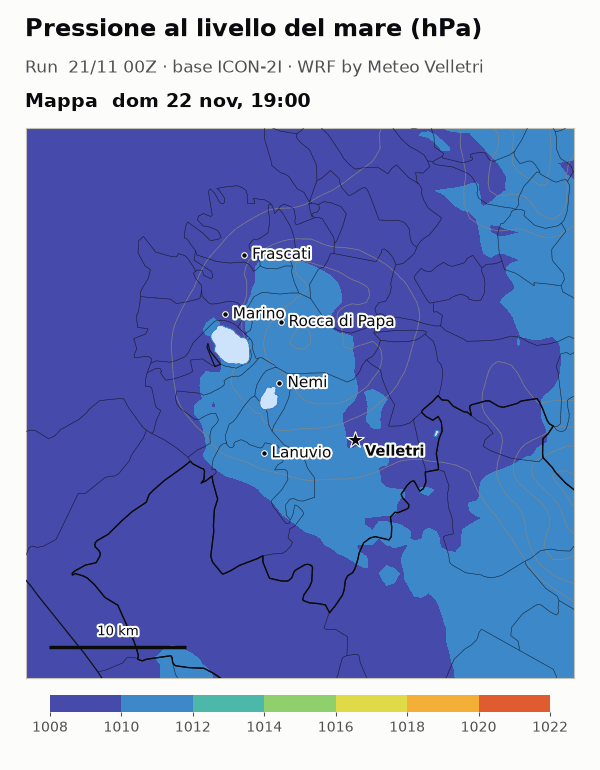 Pressione al livello del mare (hPa)
Run  21/11 00Z · base ICON-2I · WRF by Meteo Velletri
Mappa  dom 22 nov, 19:00
Frascati
Marino
Rocca di Papa
Nemi
Velletri
Lanuvio
10 km
1008 1010 1012 1014 1016 1018 1020 1022